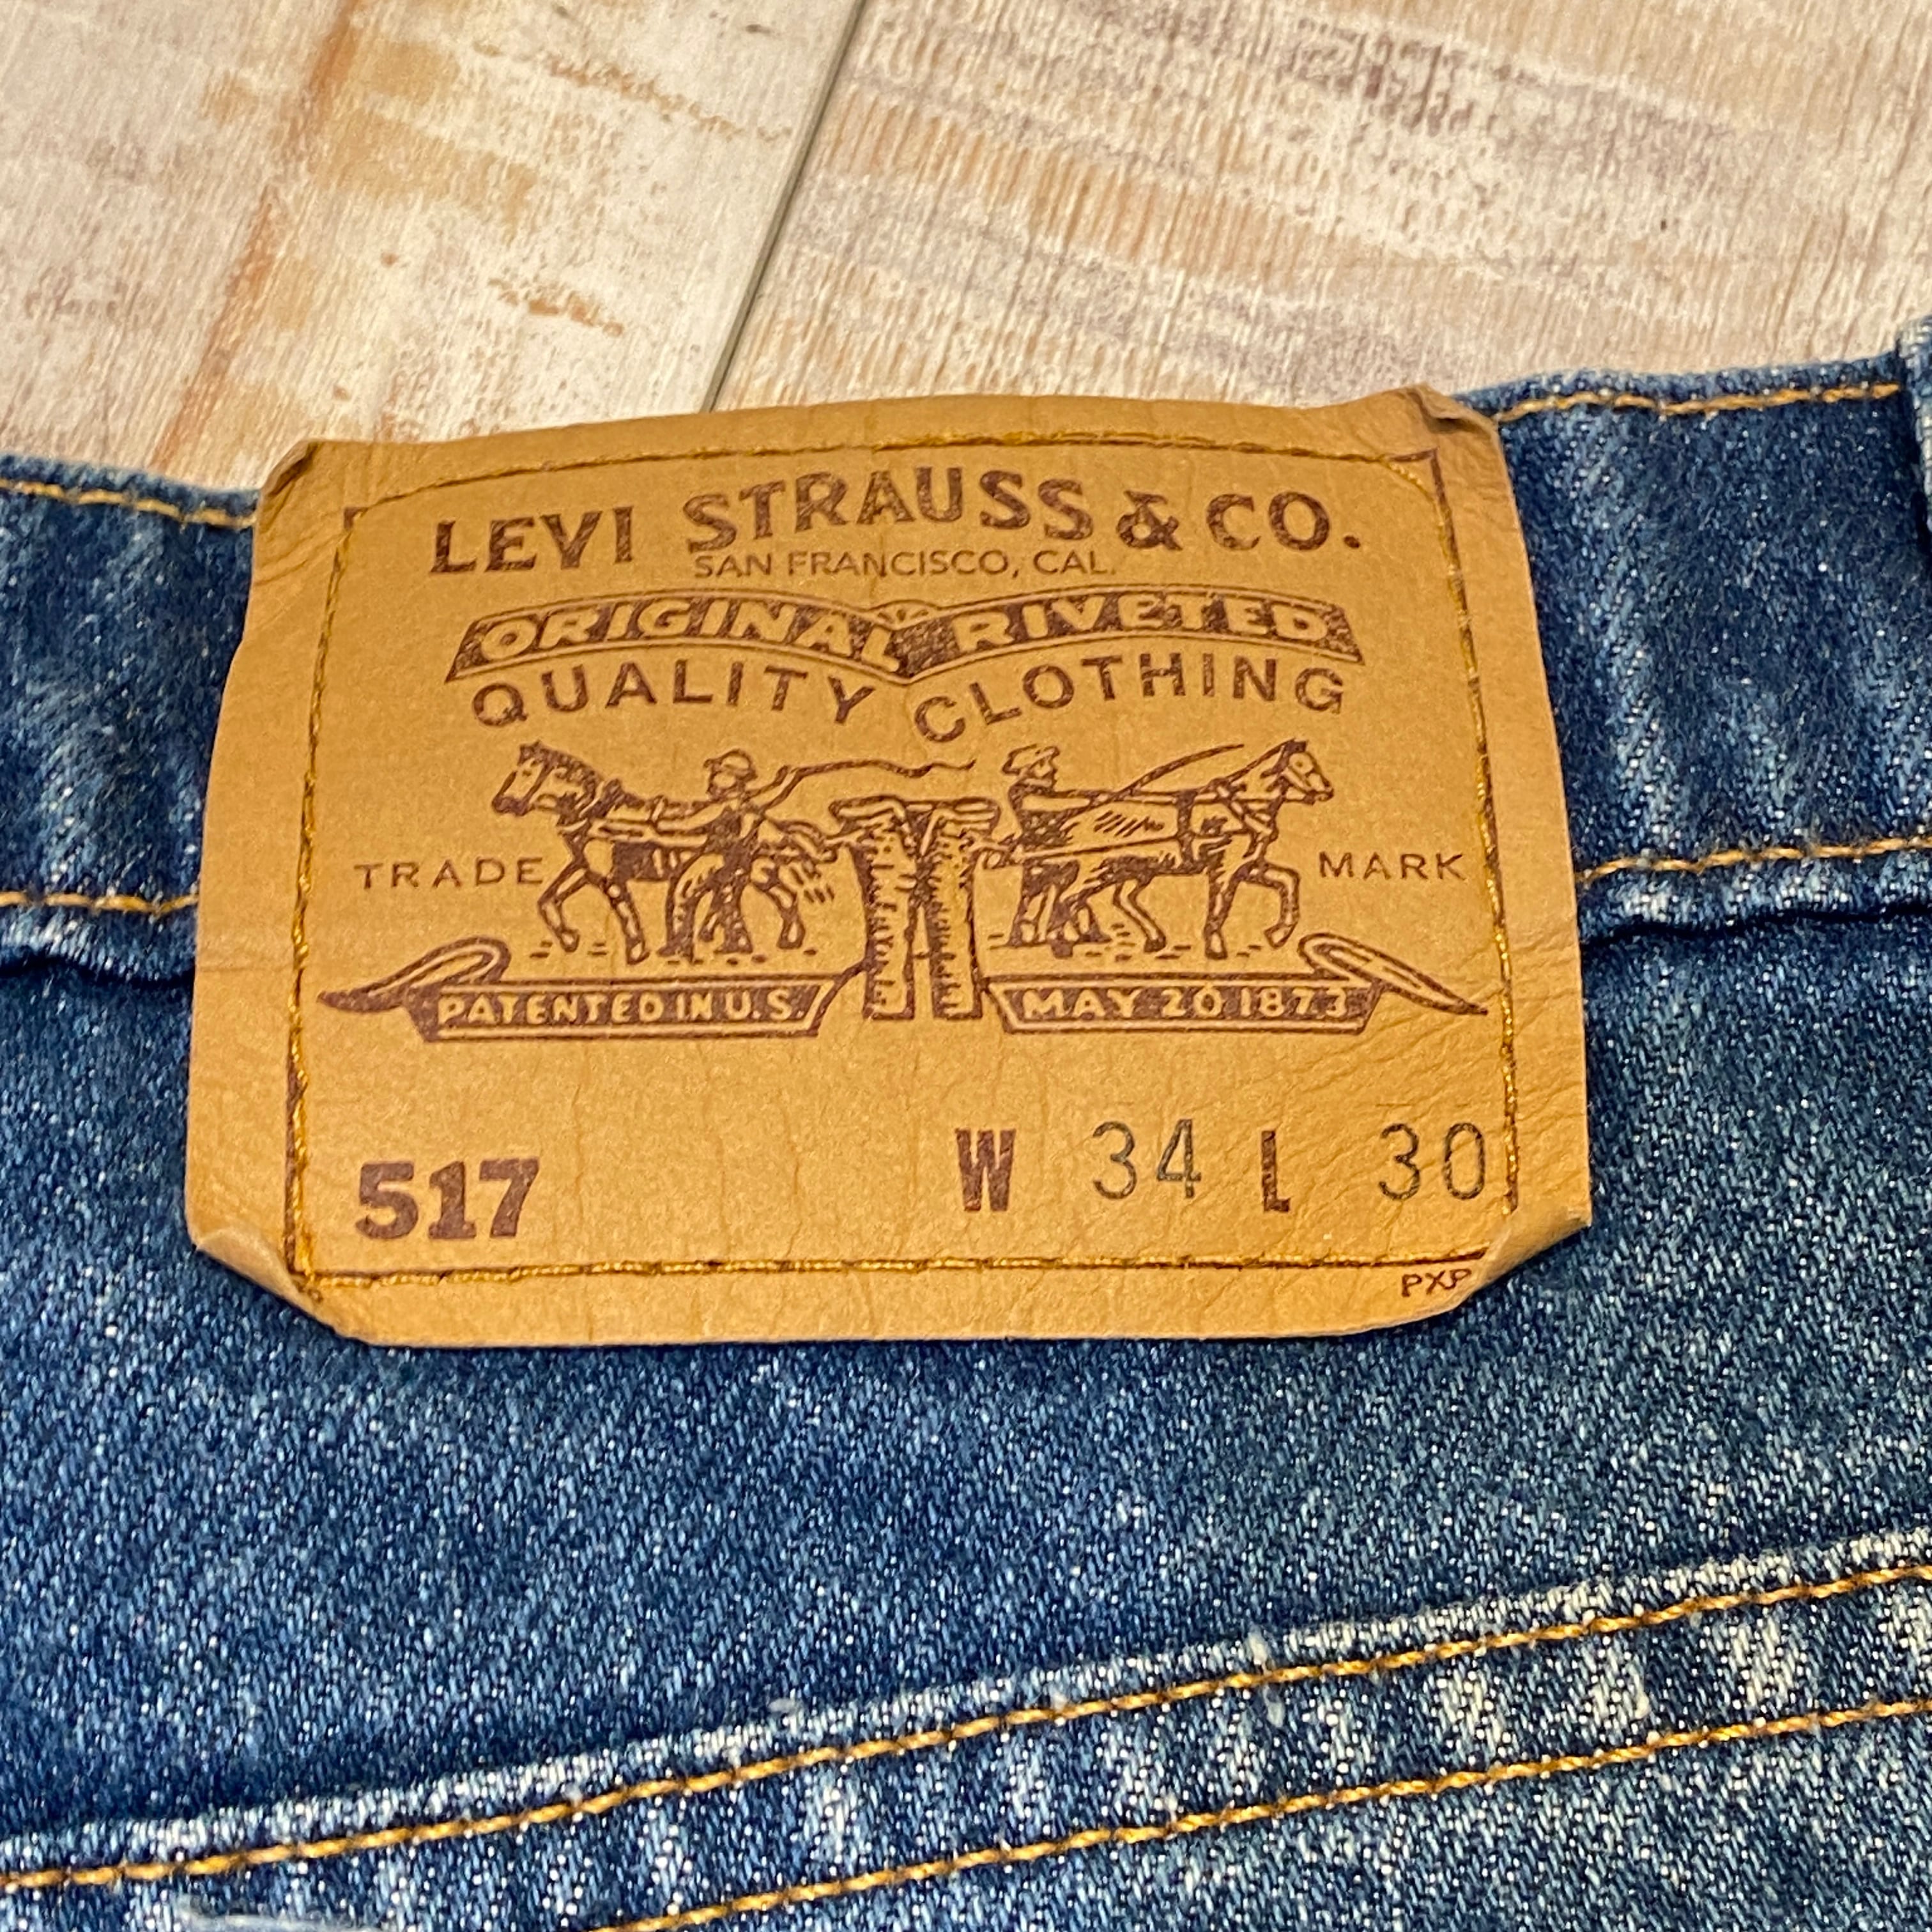 LEVI STRAUSS & CO.
SAN FRANCISCO, CAL.
ORIGINAL RIVETED
QUALITY CLOTHING
TRADE MARK
PATENTED IN U.S. MAY 20 1873
517 W 34 L 30
PXP